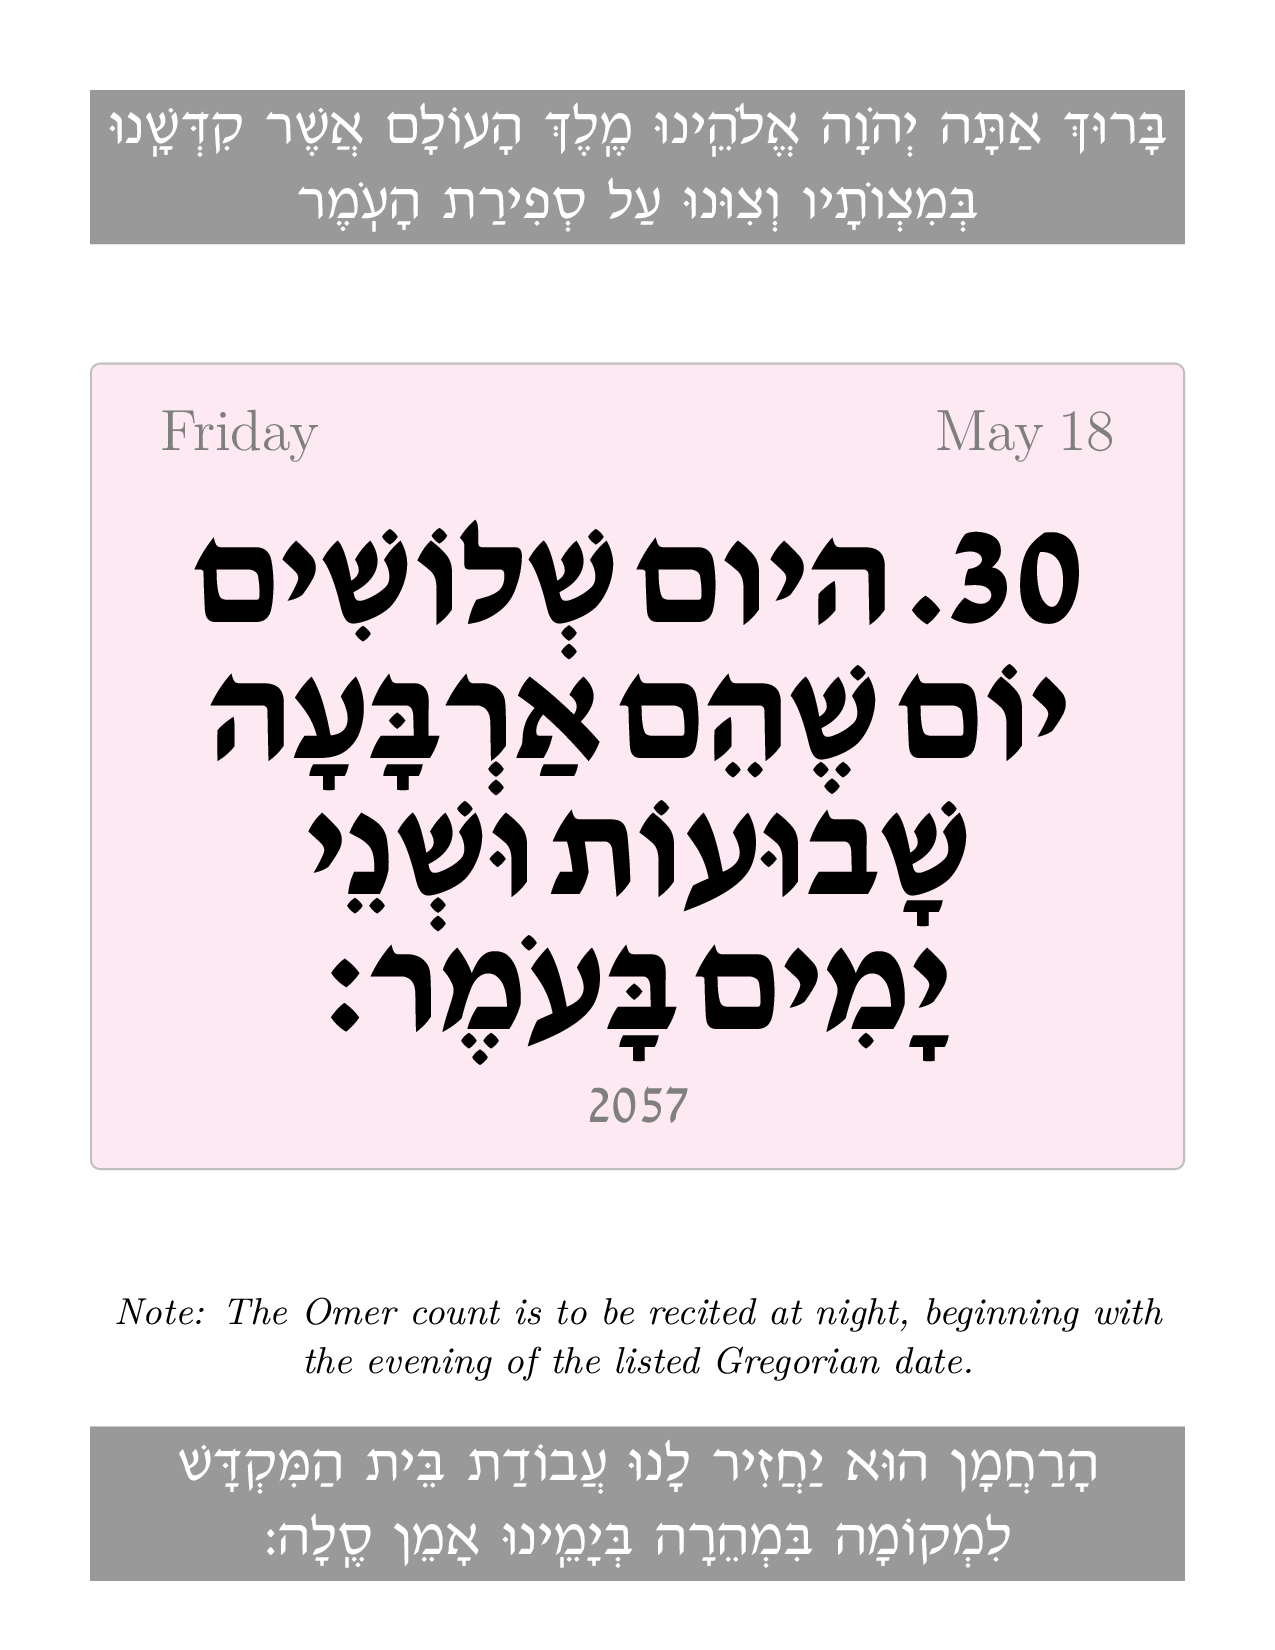 בָּרוּךְ אַתָּה יְהֹוָה אֱלֹהֵֽינוּ מֶֽלֶךְ הָעוֹלָם אֲשֶׁר קִדְּשָֽׁנוּ
בְּמִצְוֹתָיו וְצִוּנוּ עַל סְפִירַת הָעֹֽמֶר
Friday May 18
30. היום שְׁלוֹשִׁים
יוֹם שֶׁהֵם אַרְבָּעָה
שָׁבוּעוֹת וּשְׁנֵי
יָמִים בָּעֹמֶר:
2057
Note: The Omer count is to be recited at night, beginning with
the evening of the listed Gregorian date.
הָרַחֲמָן הוּא יַחֲזִיר לָנוּ עֲבוֹדַת בֵּית הַמִּקְדָּשׁ
לִמְקוֹמָה בִּמְהֵרָה בְּיָמֵֽינוּ אָמֵן סֶֽלָה: